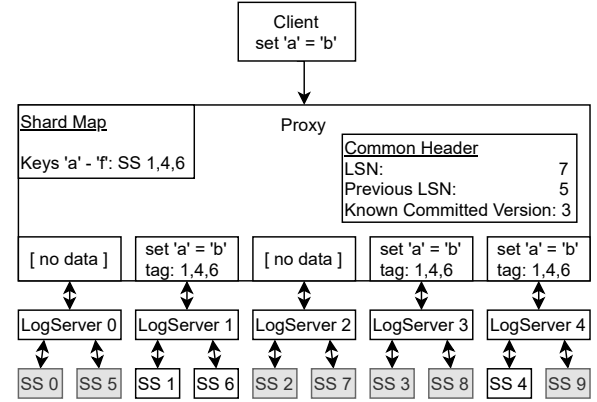 Client
set 'a' = 'b'
Shard Map
Keys 'a' - 'f': SS 1,4,6
Proxy
Common Header
LSN: 7
Previous LSN: 5
Known Committed Version: 3
[ no data ]
set 'a' = 'b'
tag: 1,4,6
[ no data ]
set 'a' = 'b'
tag: 1,4,6
set 'a' = 'b'
tag: 1,4,6
LogServer 0
LogServer 1
LogServer 2
LogServer 3
LogServer 4
SS 0
SS 5
SS 1
SS 6
SS 2
SS 7
SS 3
SS 8
SS 4
SS 9